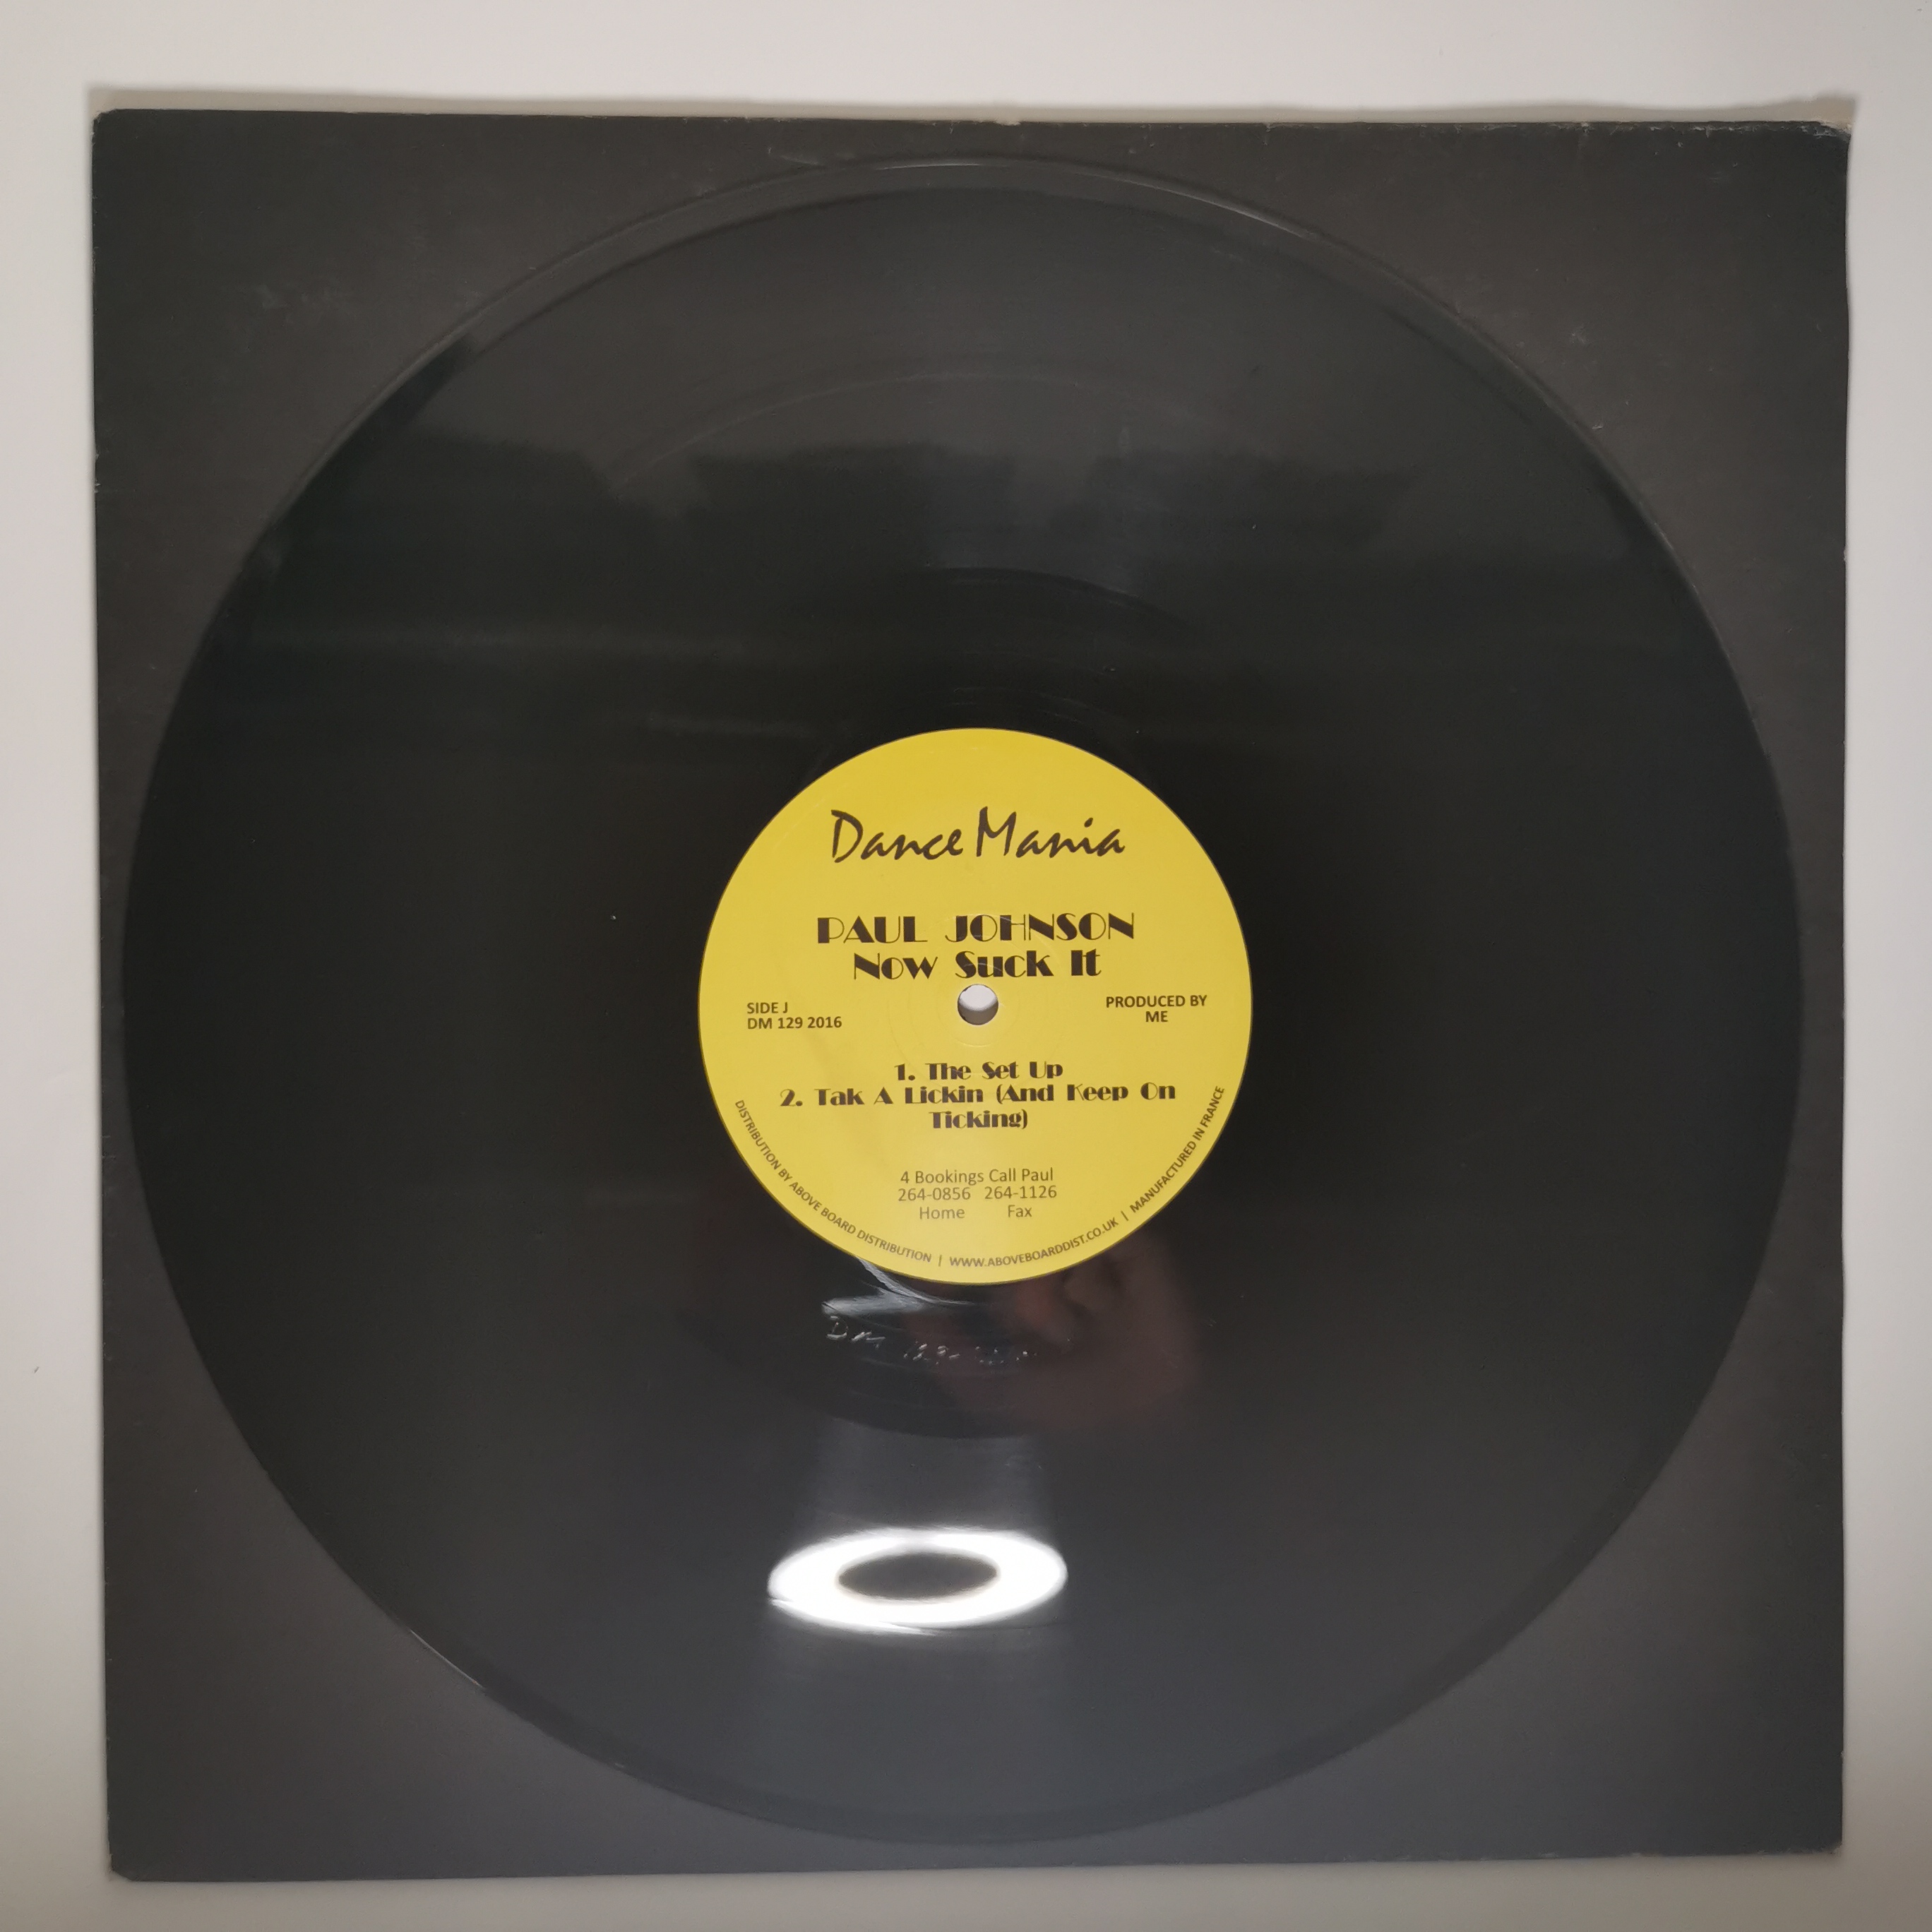 Dance Mania
PAUL JOHNSON
Now Suck It
SIDE J
DM 129 2016
PRODUCED BY
ME
1. The Set Up
2. Tak A Lickin (And Keep On
Ticking)
4 Bookings Call Paul
264-0856 264-1126
Home Fax
DISTRIBUTION BY ABOVE BOARD DISTRIBUTION | WWW.ABOVEBOARDDIST.CO.UK | MANUFACTURED IN FRANCE
DM 129